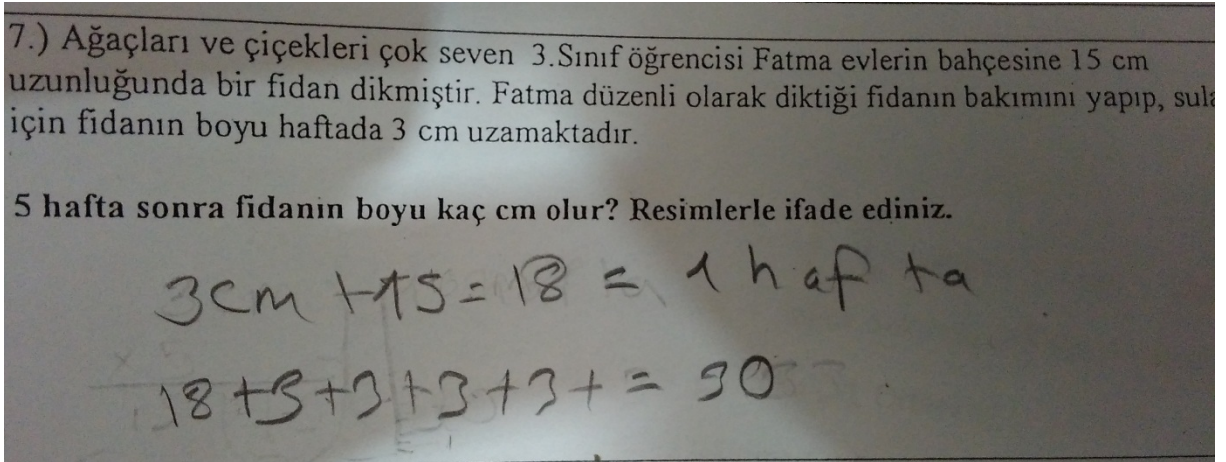 7.) Ağaçları ve çiçekleri çok seven 3.Sınıf öğrencisi Fatma evlerin bahçesine 15 cm
uzunluğunda bir fidan dikmiştir. Fatma düzenli olarak diktiği fidanın bakımını yapıp, sula
için fidanın boyu haftada 3 cm uzamaktadır.
5 hafta sonra fidanın boyu kaç cm olur? Resimlerle ifade ediniz.
3cm +15 = 18 = 1 hafta
18+3+3+3+3+ = 30